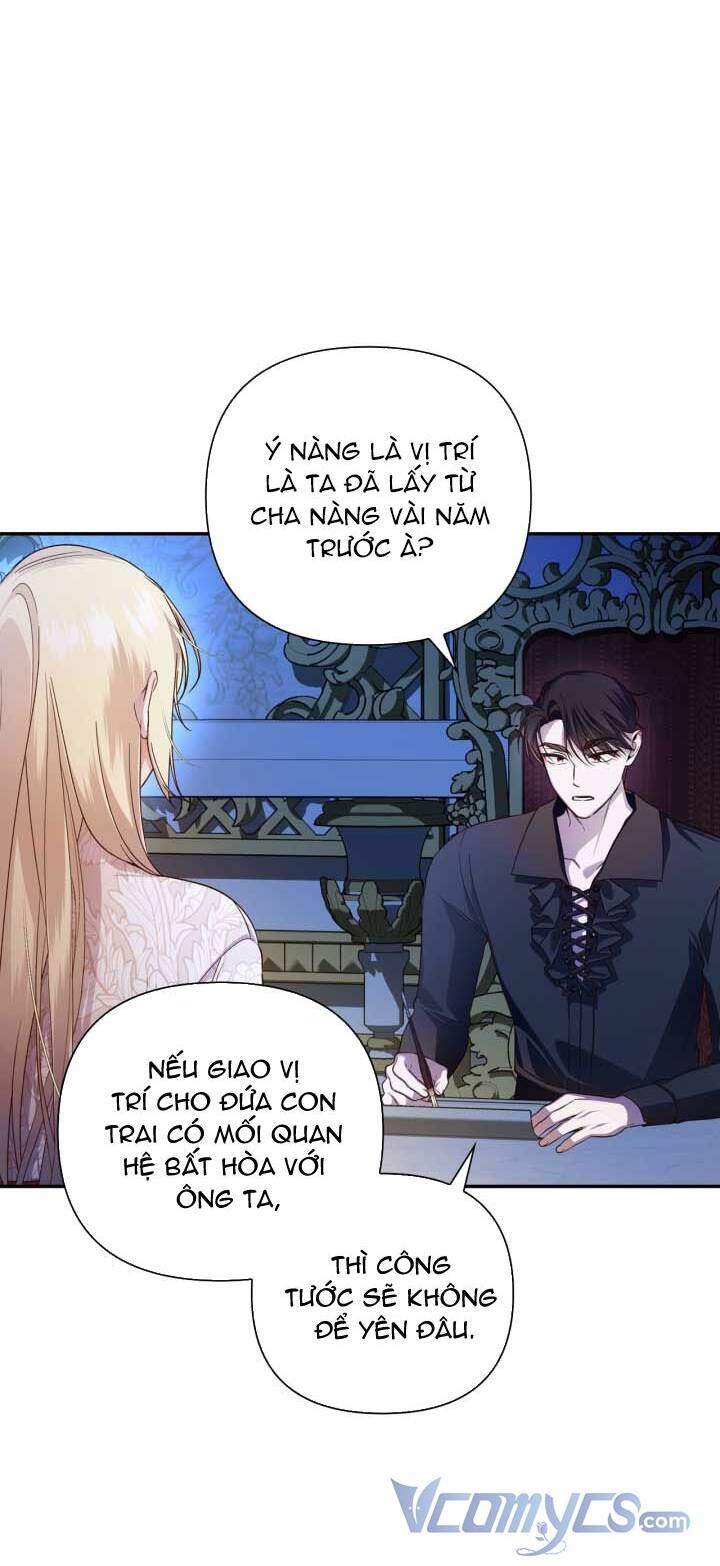 Ý NÀNG LÀ VỊ TRÍ
LÀ TA ĐÃ LẤY TỪ
CHA NÀNG VÀI NĂM
TRƯỚC À?
NẾU GIAO VỊ
TRÍ CHO ĐỨA CON
TRAI CÓ MỐI QUAN
HỆ BẤT HÒA VỚI
ÔNG TA,
THÌ CÔNG
TƯỚC SẼ KHÔNG
ĐỂ YÊN ĐÂU.
VCOMYCS.com